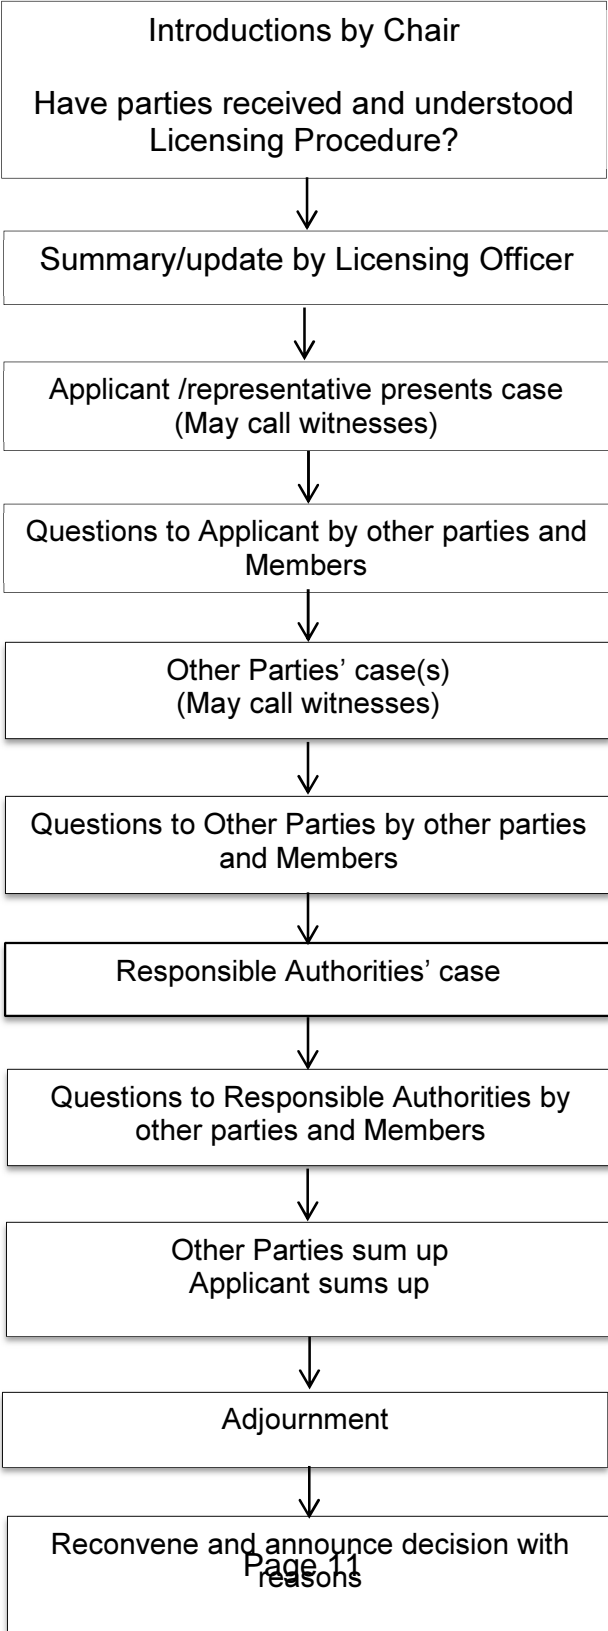 Introductions by Chair
Have parties received and understood
Licensing Procedure?
Summary/update by Licensing Officer
Applicant /representative presents case
(May call witnesses)
Questions to Applicant by other parties and
Members
Other Parties’ case(s)
(May call witnesses)
Questions to Other Parties by other parties
and Members
Responsible Authorities’ case
Questions to Responsible Authorities by
other parties and Members
Other Parties sum up
Applicant sums up
Adjournment
Reconvene and announce decision with
reasons
Page 11